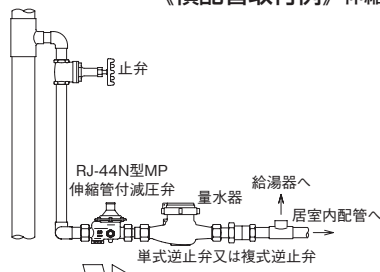 《横配管取付例》伸縮
止弁
RJ-44N型MP
伸縮管付減圧弁
量水器
給湯器へ
居室内配管へ
単式逆止弁又は複式逆止弁